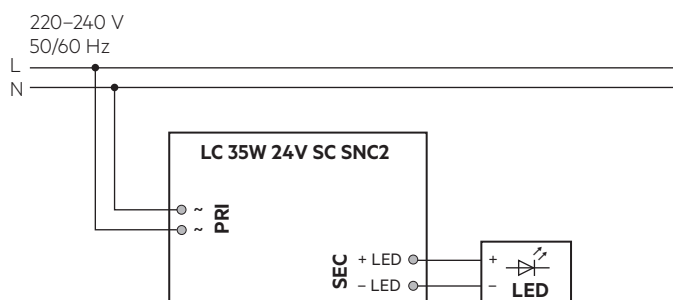 220–240 V
50/60 Hz
L
N
LC 35W 24V SC SNC2
~
~
PRI
SEC
+ LED
– LED
+
–
LED